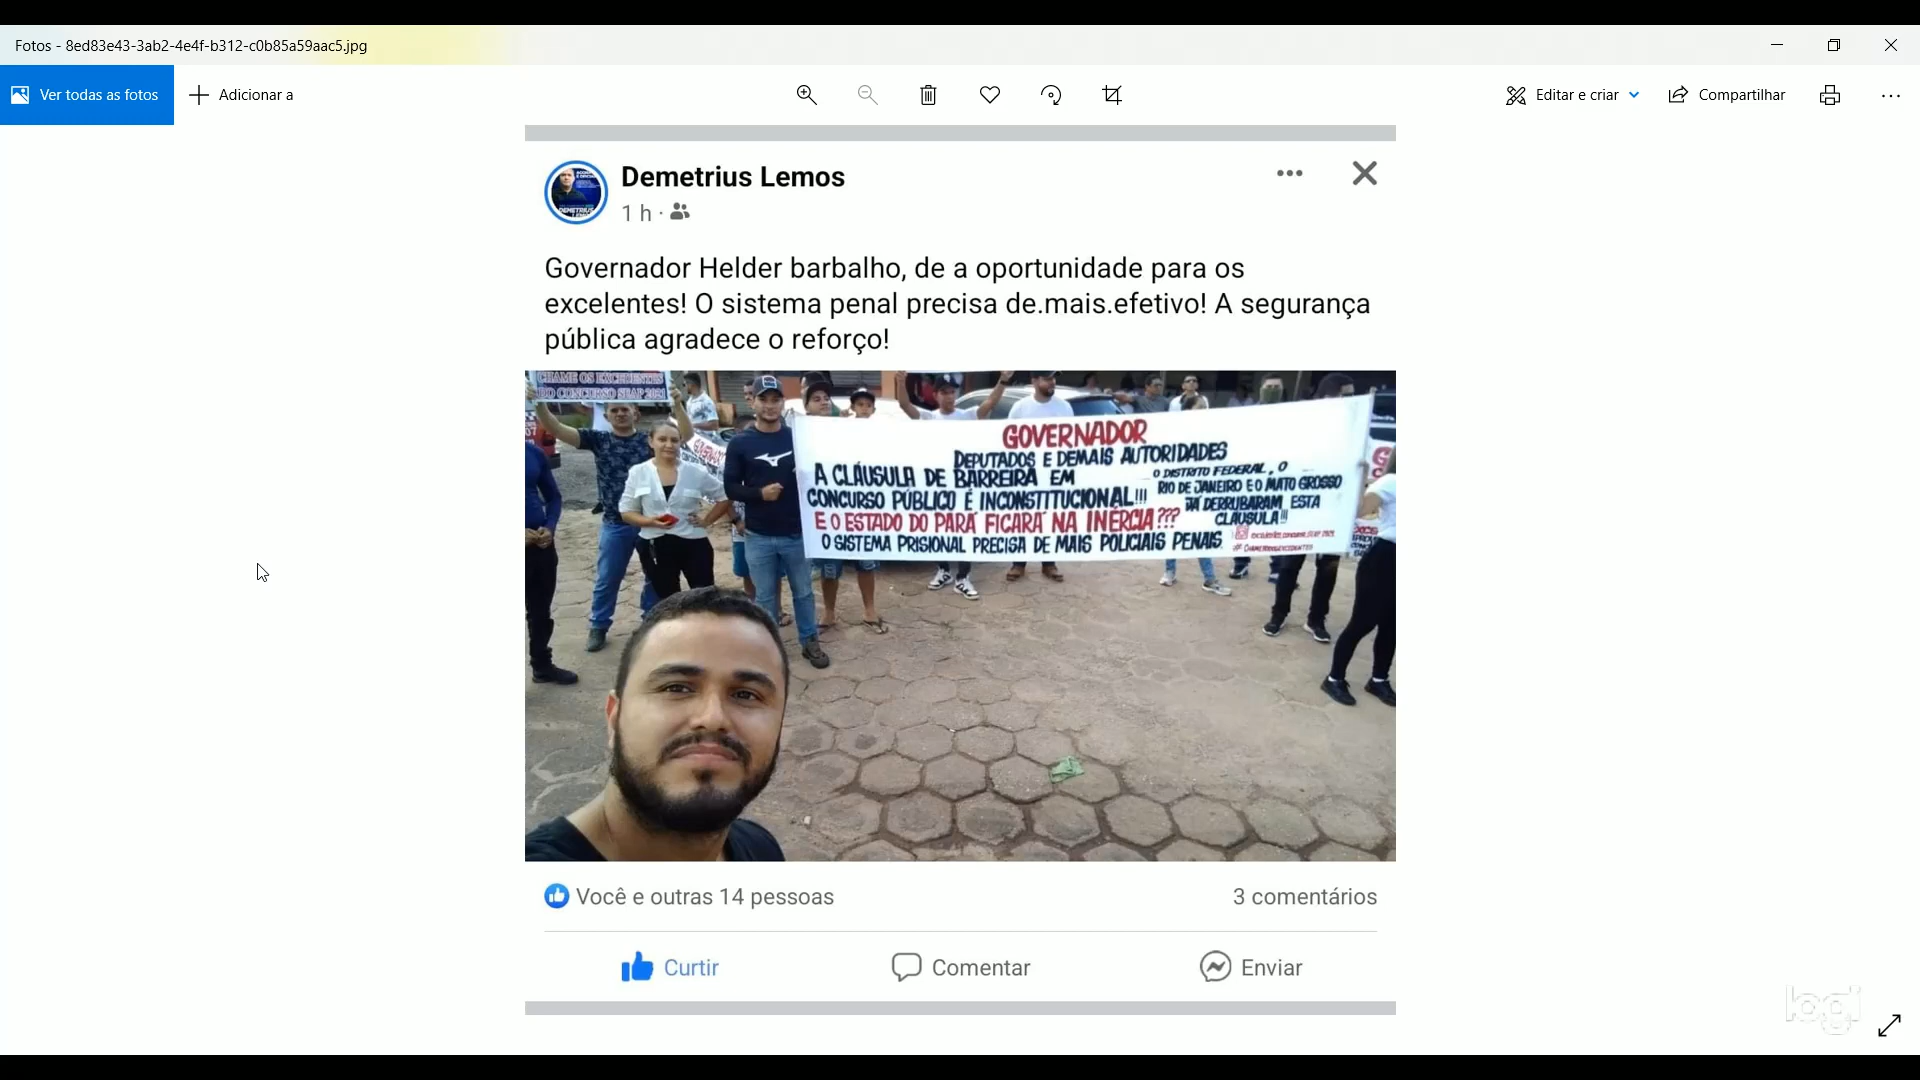 Fotos - 8ed83e43-3ab2-4e4f-b312-c0b85a59aac5.jpg
Ver todas as fotos
Adicionar a
Editar e criar
Compartilhar
Demetrius Lemos
1 h ·
Governador Helder barbalho, de a oportunidade para os
excelentes! O sistema penal precisa de.mais.efetivo! A segurança
pública agradece o reforço!
CHAME OS EXCEDENTES
DO CONCURSO SEAP 2021
GOVERNADOR
DEPUTADOS E DEMAIS AUTORIDADES
A CLÁUSULA DE BARREIRA EM
CONCURSO PÚBLICO É INCONSTITUCIONAL!!!
O DISTRITO FEDERAL, O
RIO DE JANEIRO E O MATO GROSSO
JÁ DERRUBARAM ESTA
CLAUSULA!!!
E O ESTADO DO PARÁ FICARÁ NA INÉRCIA???
O SISTEMA PRISIONAL PRECISA DE MAIS POLICIAIS PENAIS
Você e outras 14 pessoas
3 comentários
Curtir
Comentar
Enviar
logi